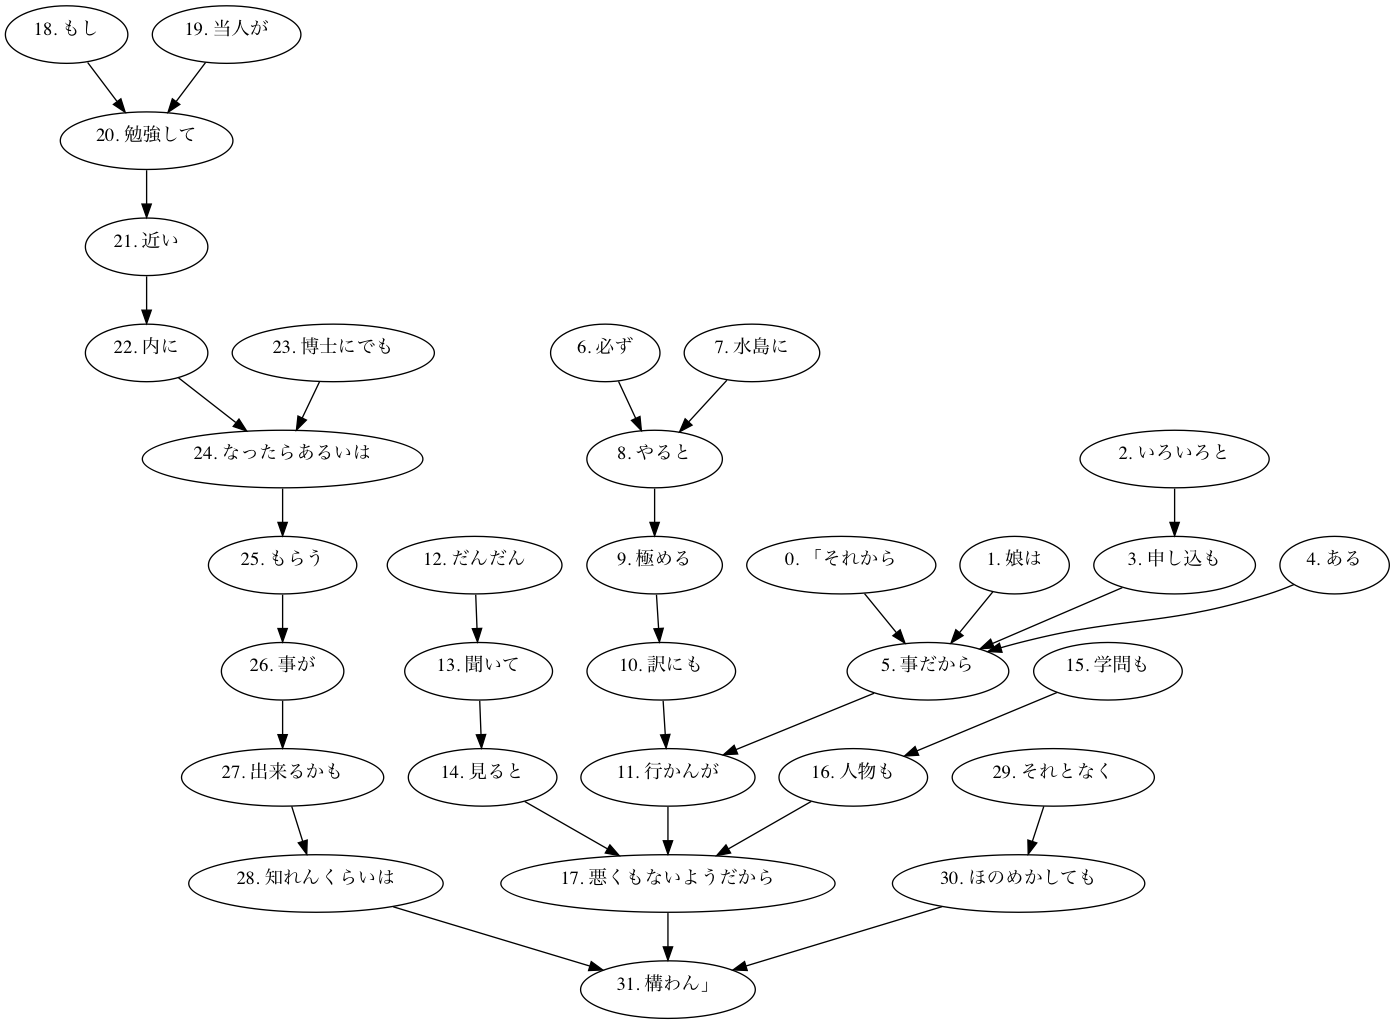 18. もし
19. 当人が
20. 勉強して
21. 近い
22. 内に
23. 博士にでも
6. 必ず
7. 水島に
24. なったらあるいは
8. やると
2. いろいろと
25. もらう
12. だんだん
9. 極める
0. 「それから
1. 娘は
3. 申し込も
4. ある
26. 事が
13. 聞いて
10. 訳にも
5. 事だから
15. 学問も
27. 出来るかも
14. 見ると
11. 行かんが
16. 人物も
29. それとなく
28. 知れんくらいは
17. 悪くもないようだから
30. ほのめかしても
31. 構わん」